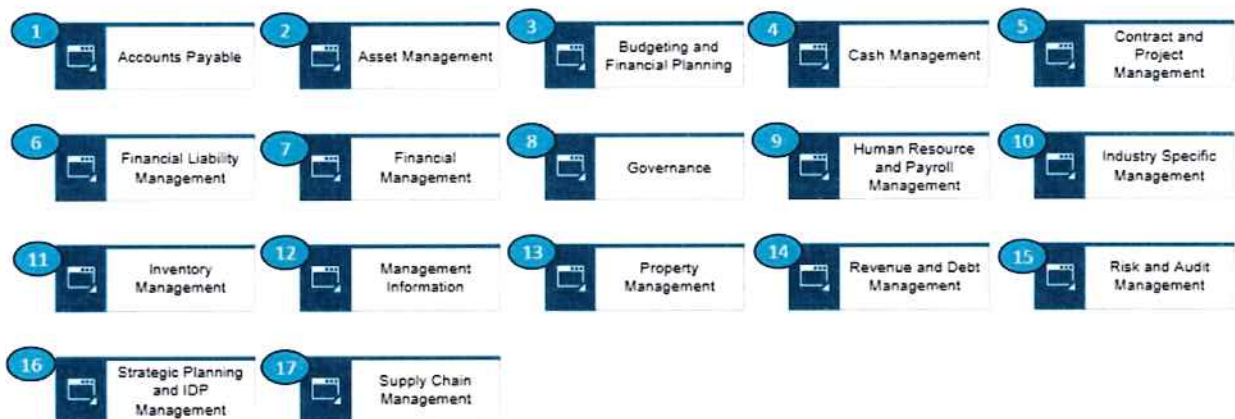 1
Accounts Payable
2
Asset Management
3
Budgeting and
Financial Planning
4
Cash Management
5
Contract and
Project
Management
6
Financial Liability
Management
7
Financial
Management
8
Governance
9
Human Resource
and Payroll
Management
10
Industry Specific
Management
11
Inventory
Management
12
Management
Information
13
Property
Management
14
Revenue and Debt
Management
15
Risk and Audit
Management
16
Strategic Planning
and IDP
Management
17
Supply Chain
Management